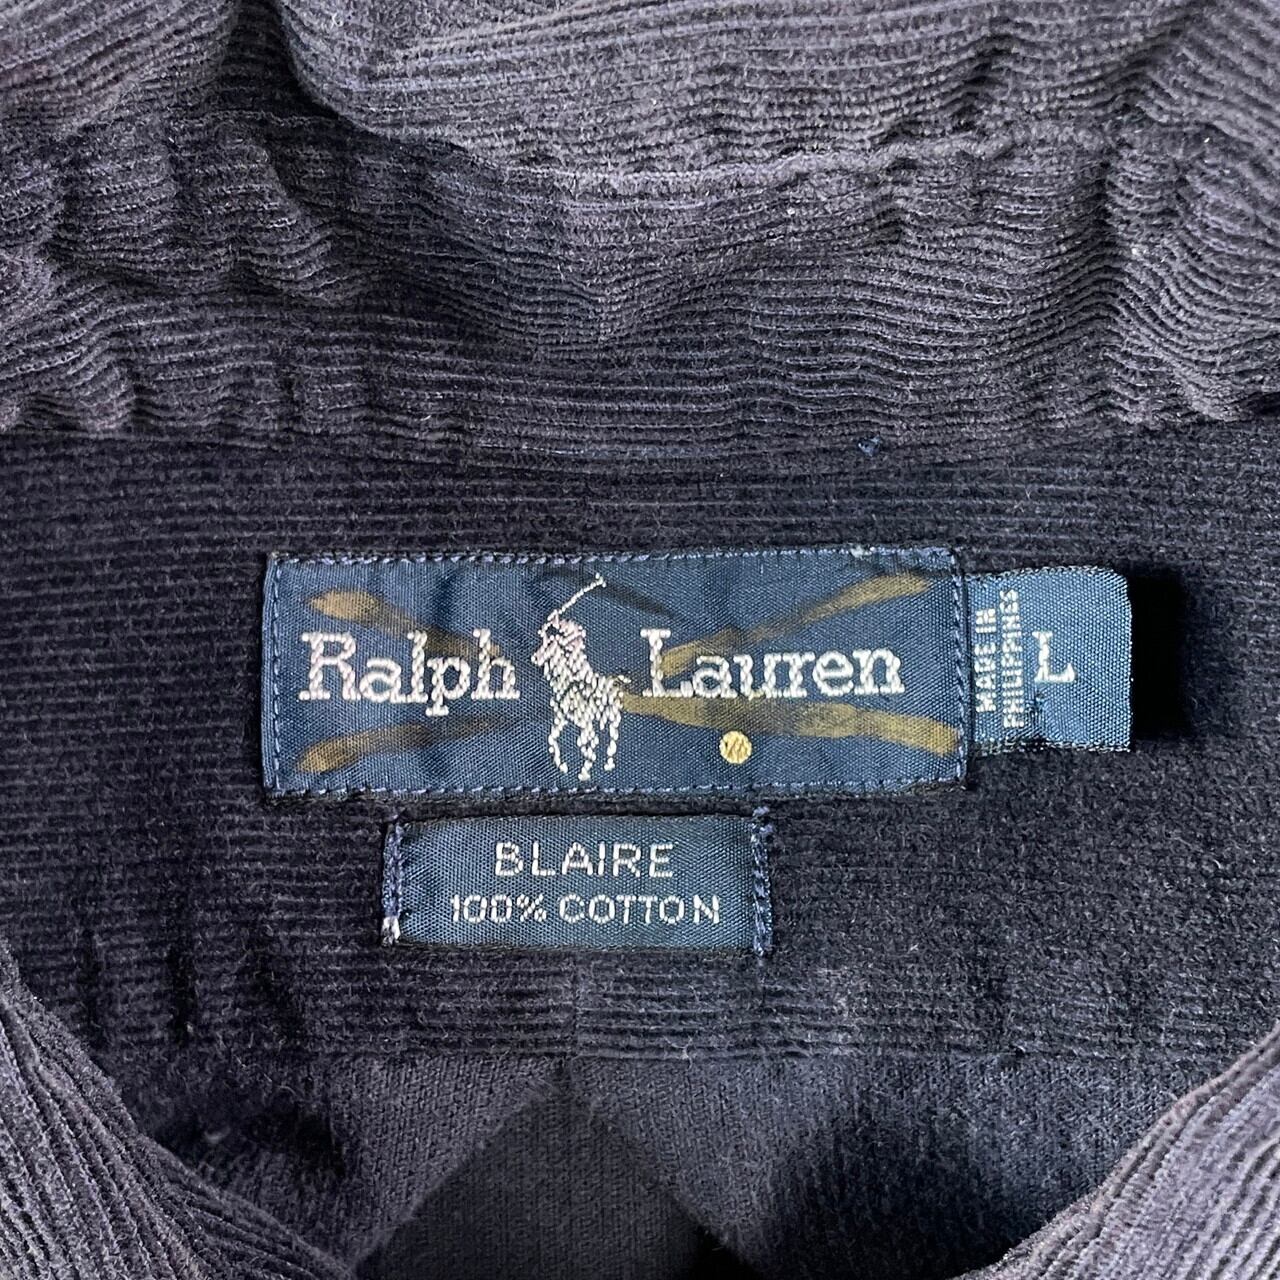 Ralph Lauren
MADE IN
PHILIPPINES
L
BLAIRE
100% COTTON